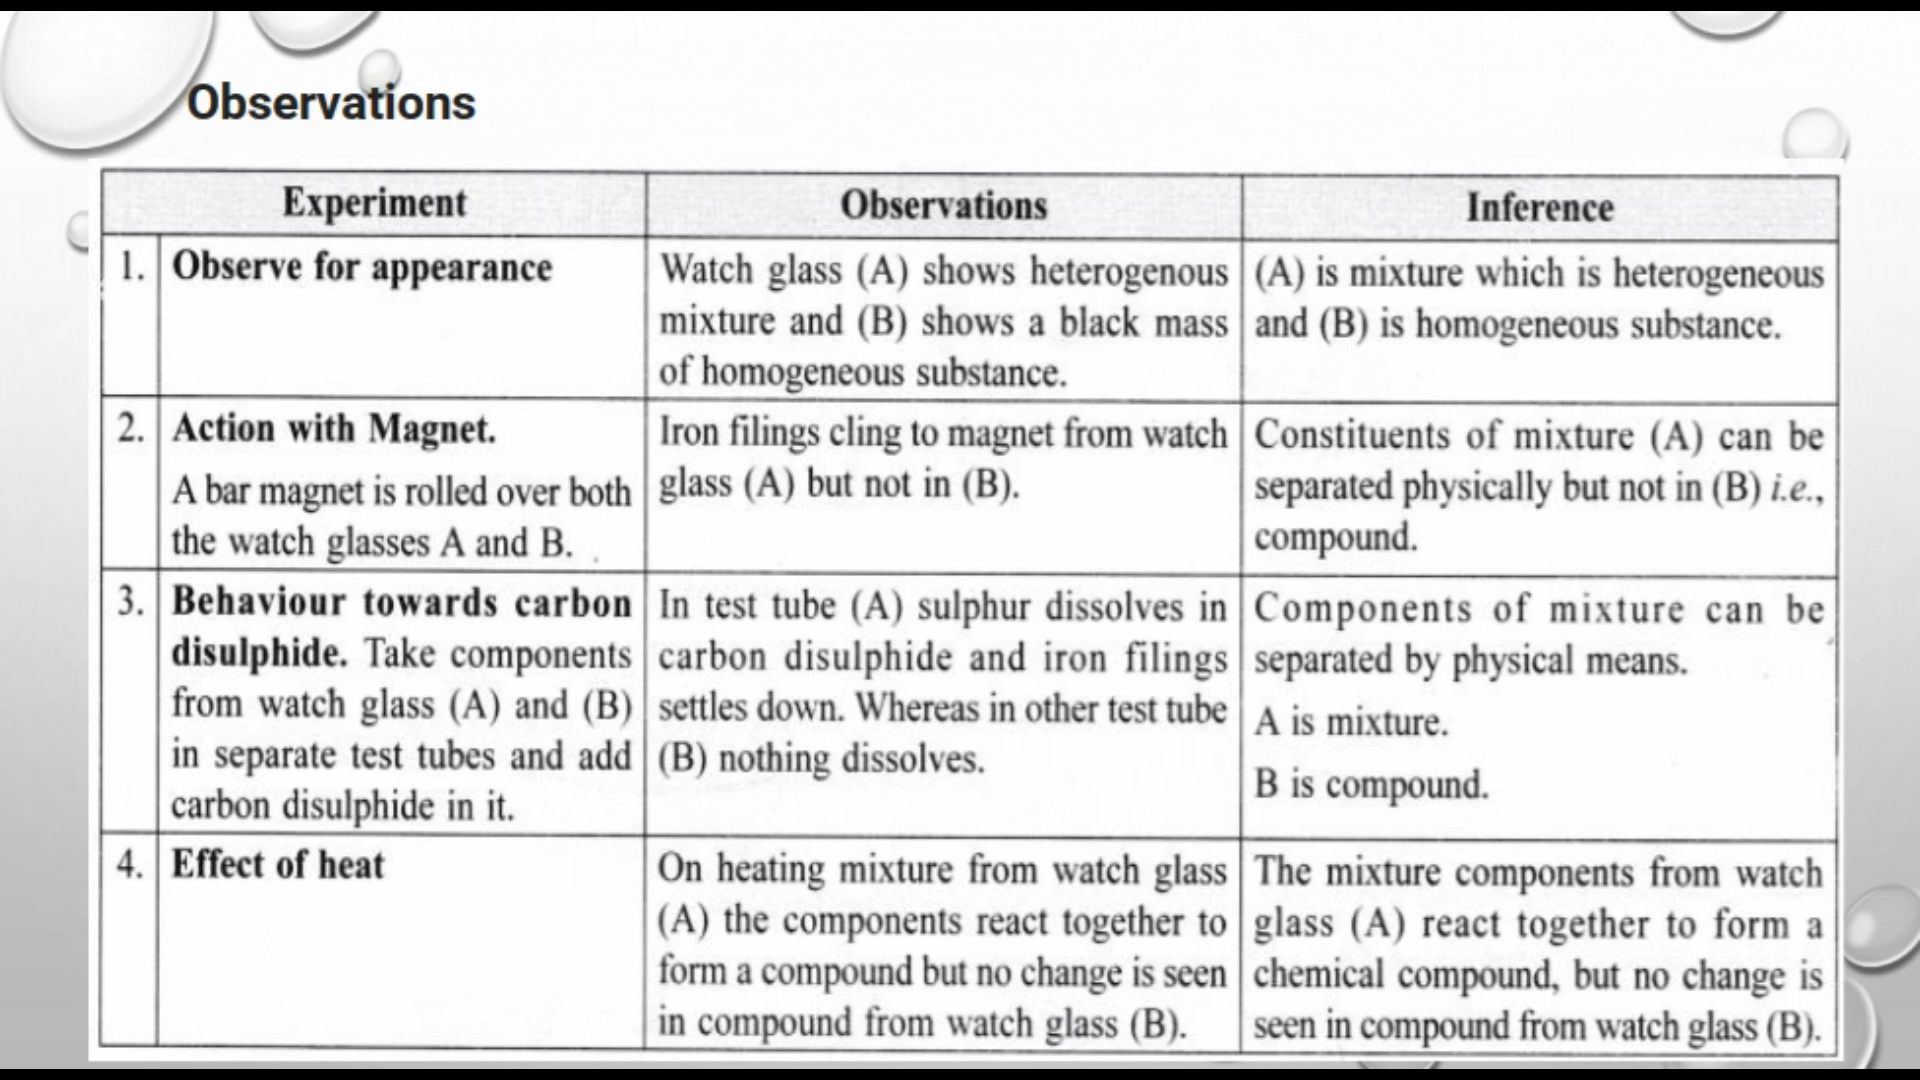 Observations
Experiment
Observations
Inference
1. Observe for appearance
Watch glass (A) shows heterogenous
mixture and (B) shows a black mass
of homogeneous substance.
(A) is mixture which is heterogeneous
and (B) is homogeneous substance.
2. Action with Magnet.
A bar magnet is rolled over both
the watch glasses A and B.
Iron filings cling to magnet from watch
glass (A) but not in (B).
Constituents of mixture (A) can be
separated physically but not in (B) i.e.,
compound.
3. Behaviour towards carbon
disulphide. Take components
from watch glass (A) and (B)
in separate test tubes and add
carbon disulphide in it.
In test tube (A) sulphur dissolves in
carbon disulphide and iron filings
settles down. Whereas in other test tube
(B) nothing dissolves.
Components of mixture can be
separated by physical means.
A is mixture.
B is compound.
4. Effect of heat
On heating mixture from watch glass
(A) the components react together to
form a compound but no change is seen
in compound from watch glass (B).
The mixture components from watch
glass (A) react together to form a
chemical compound, but no change is
seen in compound from watch glass (B).